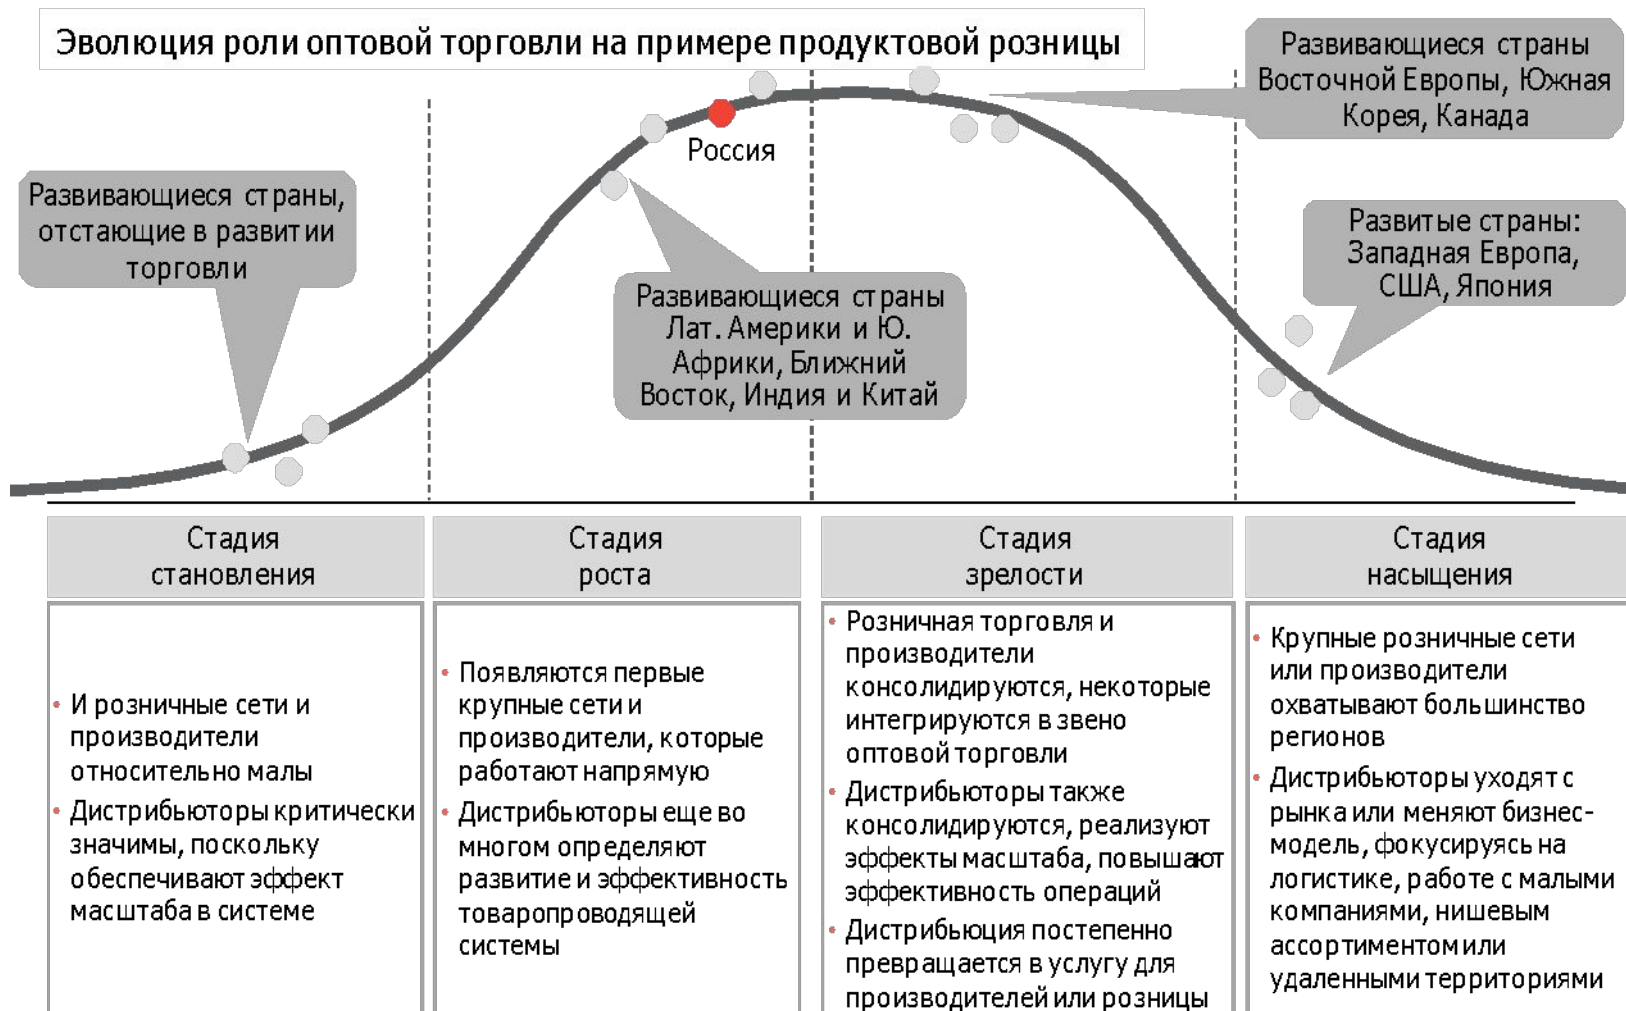 Эволюция роли оптовой торговли на примере продуктовой розницы
Развивающиеся страны
Восточной Европы, Южная
Корея, Канада
Россия
Развивающиеся страны,
отстающие в развитии
торговли
Развитые страны:
Западная Европа,
США, Япония
Развивающиеся страны
Лат. Америки и Ю.
Африки, Ближний
Восток, Индия и Китай
Стадия
становления
• И розничные сети и
производители
относительно малы
• Дистрибьюторы критически
значимы, поскольку
обеспечивают эффект
масштаба в системе
Стадия
роста
• Появляются первые
крупные сети и
производители, которые
работают напрямую
• Дистрибьюторы еще во
многом определяют
развитие и эффективность
товаропроводящей
системы
Стадия
зрелости
• Розничная торговля и
производители
консолидируются, некоторые
интегрируются в звено
оптовой торговли
• Дистрибьюторы также
консолидируются, реализуют
эффекты масштаба, повышают
эффективность операций
• Дистрибьюция постепенно
превращается в услугу для
производителей или розницы
Стадия
насыщения
• Крупные розничные сети
или производители
охватывают большинство
регионов
• Дистрибьюторы уходят с
рынка или меняют бизнес-
модель, фокусируясь на
логистике, работе с малыми
компаниями, нишевым
ассортиментом или
удаленными территориями